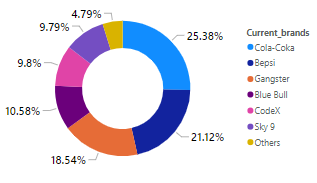 4.79%
9.79%
25.38%
9.8%
10.58%
21.12%
18.54%
Current_brands
Cola-Coka
Bepsi
Gangster
Blue Bull
CodeX
Sky 9
Others